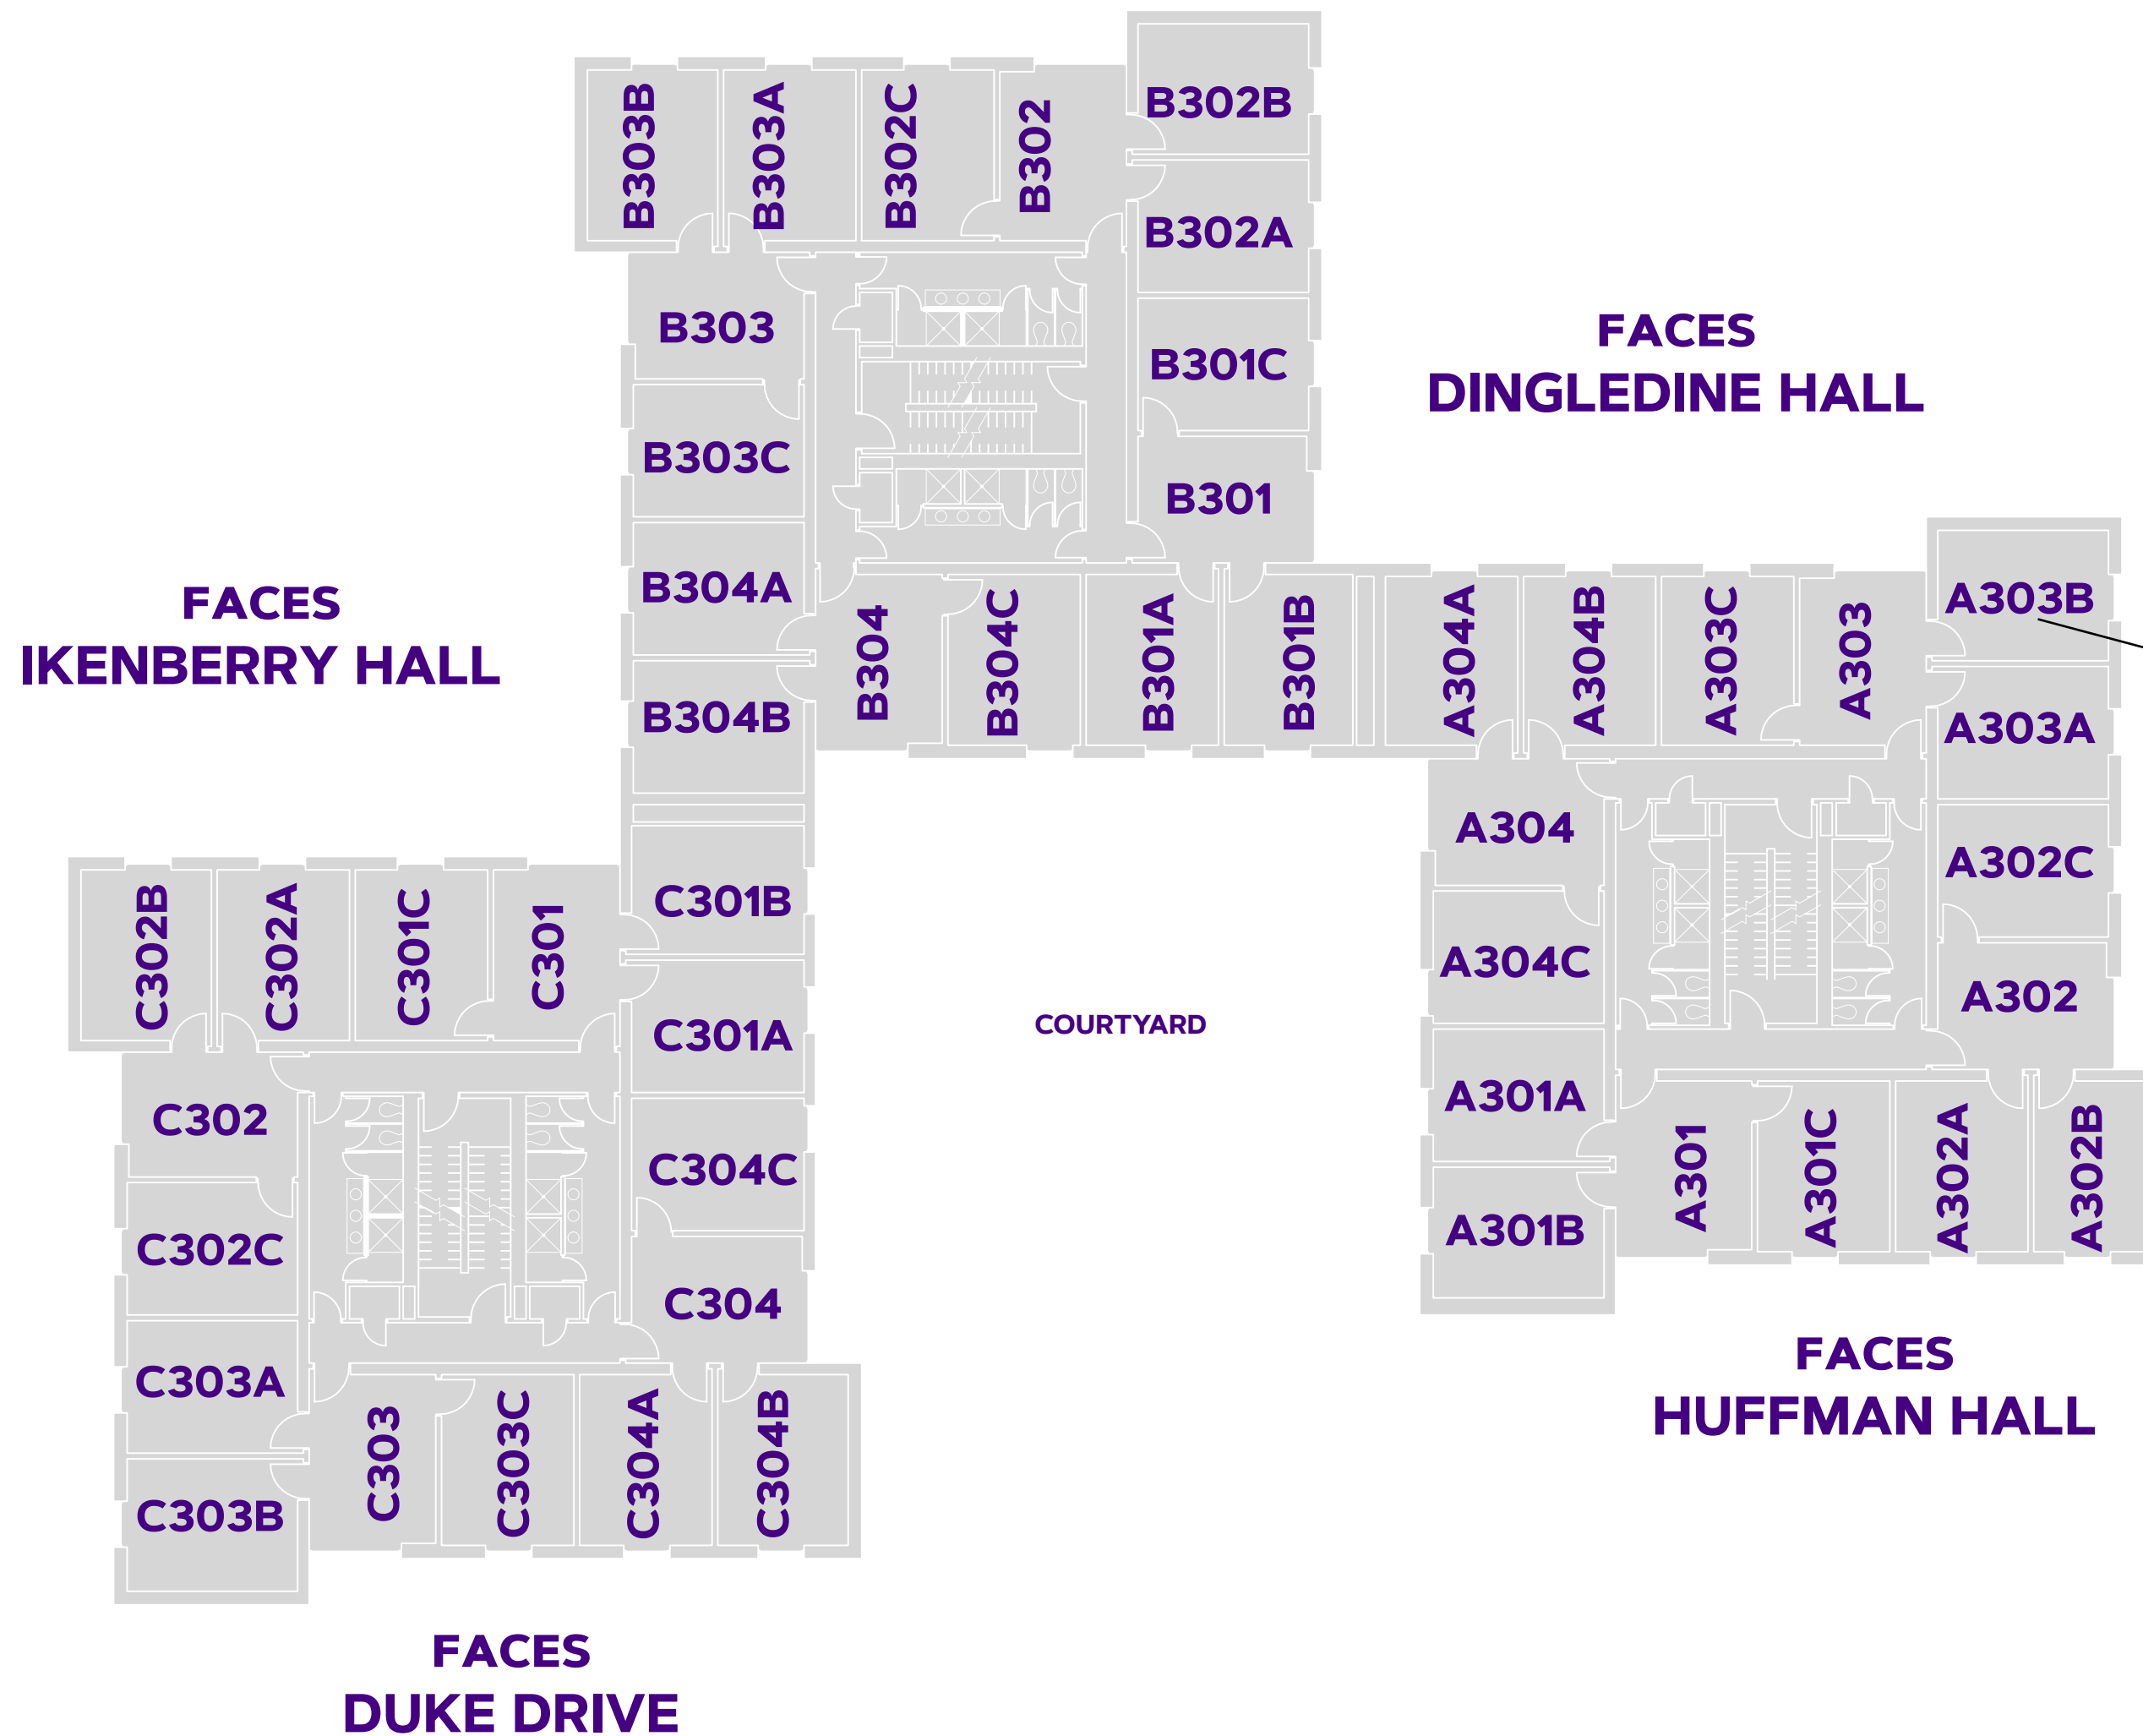 B303B
B303A
B302C
B302
B302B
B302A
B303
B301C
B303C
B301
B304A
B304
B304C
B301A
B301B
B304B
FACES
DINGLEDINE HALL
FACES
IKENBERRY HALL
A304A
A304B
A303C
A303
A303B
A303A
A304
A302C
A304C
A302
A301A
A301B
A301
A301C
A302A
A302B
COURTYARD
C302B
C302A
C301C
C301
C301B
C301A
C302
C304C
C302C
C304
C303A
C303
C303C
C304A
C304B
C303B
FACES
HUFFMAN HALL
FACES
DUKE DRIVE